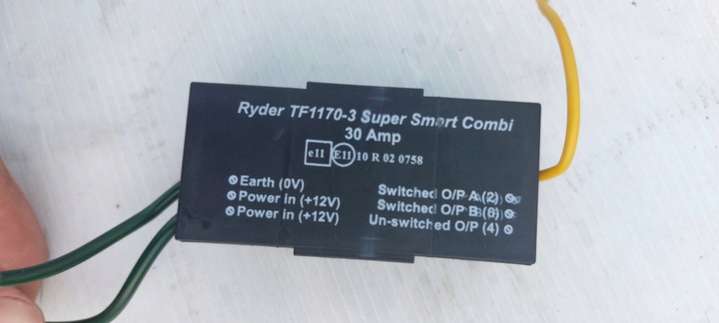 Ryder TF1170-3 Super Smart Combi
30 Amp
e11 E11 10 R 02 0758
Earth (0V)
Power in (+12V)
Power in (+12V)
Switched O/P A (2)
Switched O/P B (6)
Un-switched O/P (4)